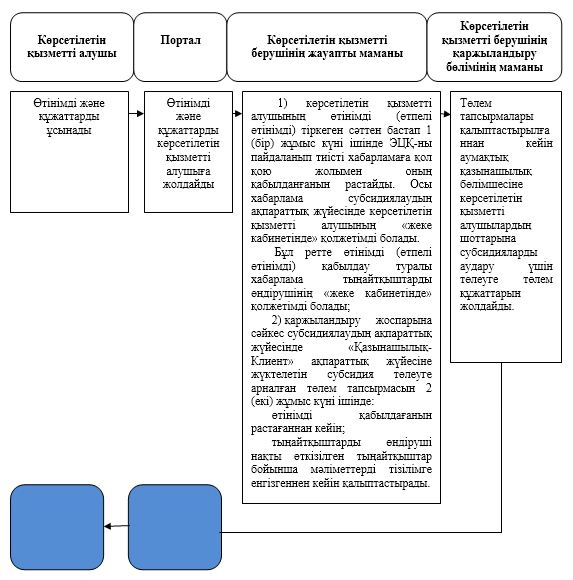 Көрсетілетін
қызметті алушы
Портал
Көрсетілетін қызметті
берушінің жауапты маманы
Көрсетілетін
қызметті берушінің
қаржыландыру
бөлімінің маманы
Өтінімді және
құжаттарды
ұсынады
Өтінімді
және
құжаттарды
көрсетілетін
қызметті
алушыға
жолдайды
1) көрсетілетін қызметті
алушының өтінімді (өтпелі
өтінімді) тіркеген сәттен бастап 1
(бір) жұмыс күні ішінде ЭЦҚ-ны
пайдаланып тиісті хабарламаға қол
қою жолымен оның
қабылданғанын растайды. Осы
хабарлама субсидиялаудың
ақпараттық жүйесінде көрсетілетін
қызметті алушының «жеке
кабинетінде» қолжетімді болады.
Бұл ретте өтінімді (өтпелі
өтінімді) қабылдау туралы
хабарлама тыңайтқыштарды
өндірушінің «жеке кабинетінде»
қолжетімді болады;
2) қаржыландыру жоспарына
сәйкес субсидиялаудың ақпараттық
жүйесінде «Қазынашылық-
Клиент» ақпараттық жүйесіне
жүктелетін субсидия төлеуге
арналған төлем тапсырмасын 2
(екі) жұмыс күні ішінде:
өтінімді қабылдағанын
растағаннан кейін;
тыңайтқыштарды өндіруші
нақты өткізілген тыңайтқыштар
бойынша мәліметтерді тізілімге
енгізгеннен кейін қалыптастырады.
Төлем
тапсырмалары
қалыптастырылға
ннан кейін
аумақтық
қазынашылық
бөлімшесіне
көрсетілетін
қызметті
алушылардың
шоттарына
субсидияларды
аудару үшін
төлеуге төлем
құжаттарын
жолдайды.